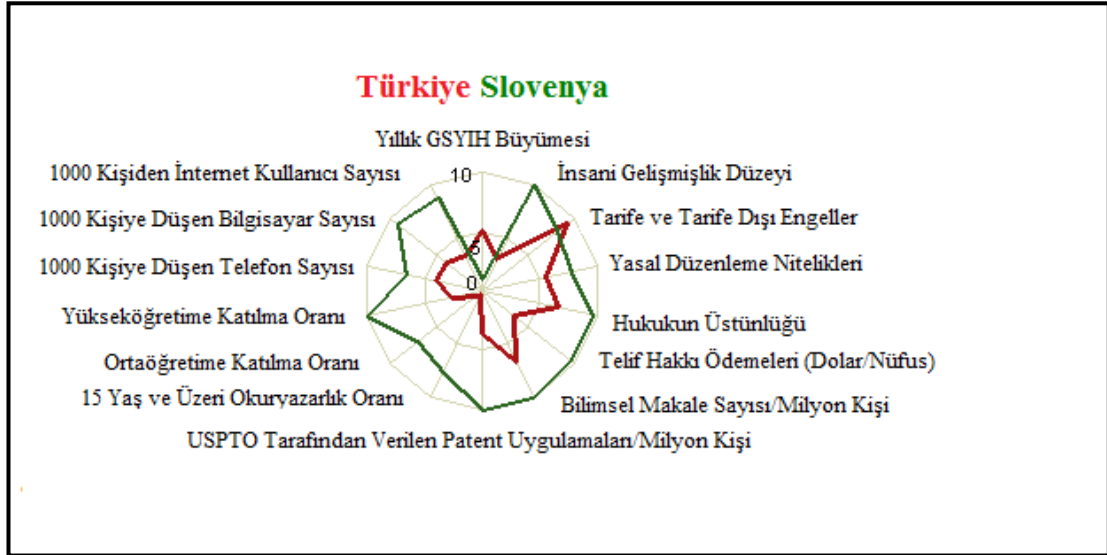 Türkiye Slovenya
Yıllık GSYIH Büyümesi
1000 Kişiden İnternet Kullanıcı Sayısı
10
İnsani Gelişmişlik Düzeyi
1000 Kişiye Düşen Bilgisayar Sayısı
Tarife ve Tarife Dışı Engeller
5
1000 Kişiye Düşen Telefon Sayısı
Yasal Düzenleme Nitelikleri
0
Yükseköğretime Katılma Oranı
Hukukun Üstünlüğü
Ortaöğretime Katılma Oranı
Telif Hakkı Ödemeleri (Dolar/Nüfus)
15 Yaş ve Üzeri Okuryazarlık Oranı
Bilimsel Makale Sayısı/Milyon Kişi
USPTO Tarafından Verilen Patent Uygulamaları/Milyon Kişi